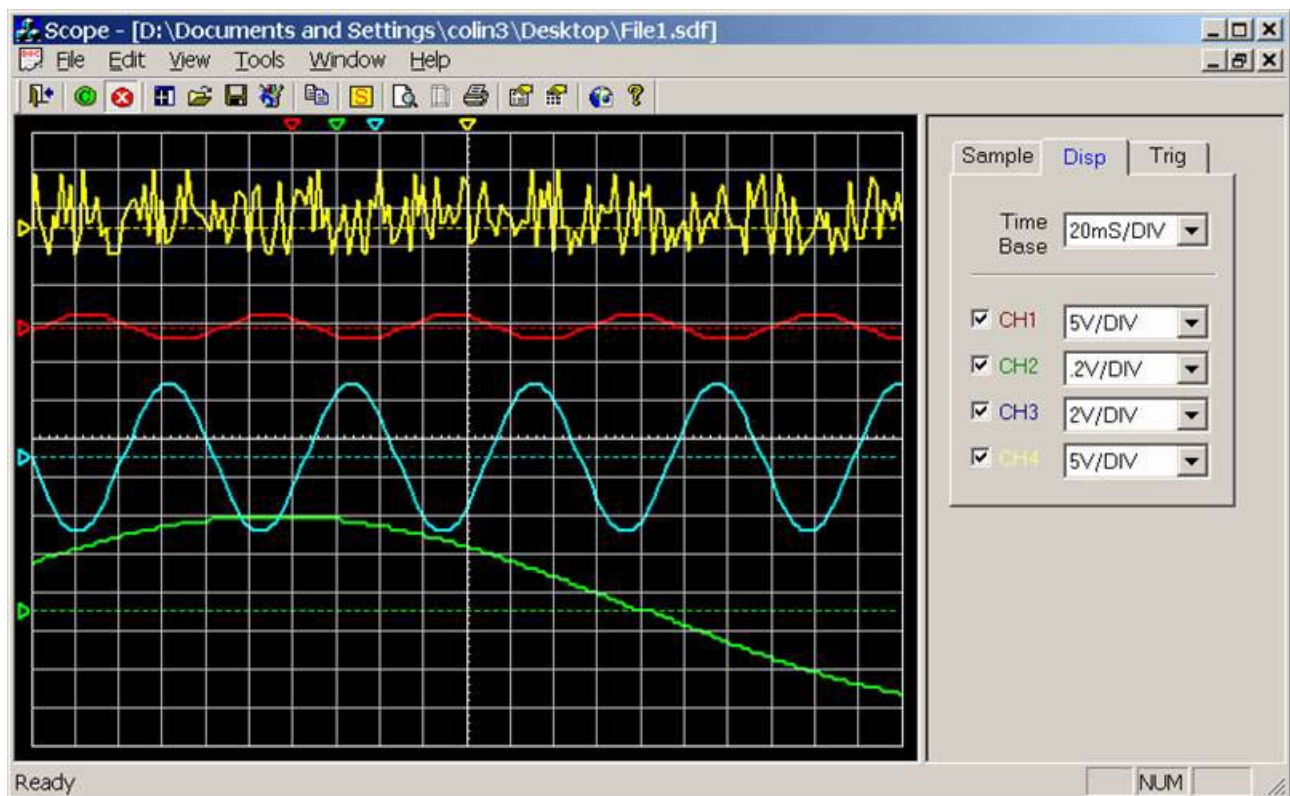 Scope - [D:\Documents and Settings\colin3\Desktop\File1.sdf]
File Edit View Tools Window Help
Sample Disp Trig
Time Base 20mS/DIV
CH1 5V/DIV
CH2 .2V/DIV
CH3 2V/DIV
CH4 5V/DIV
Ready NUM